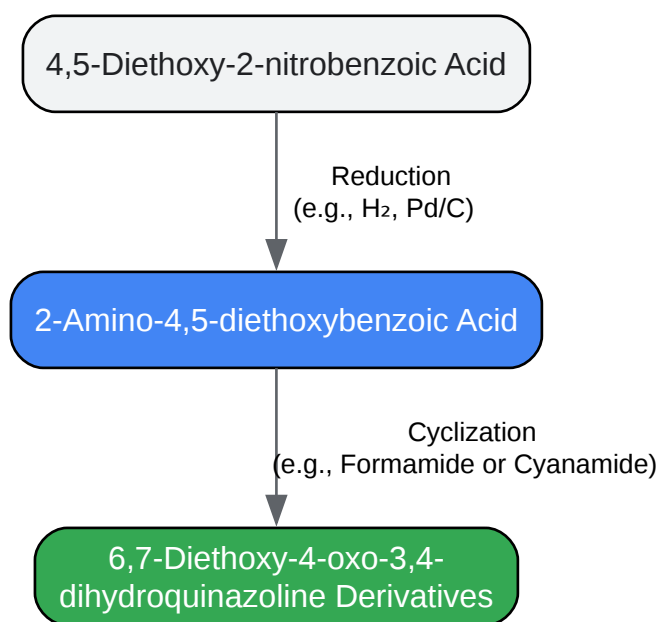 4,5-Diethoxy-2-nitrobenzoic Acid
Reduction
(e.g., H₂, Pd/C)
2-Amino-4,5-diethoxybenzoic Acid
Cyclization
(e.g., Formamide or Cyanamide)
6,7-Diethoxy-4-oxo-3,4-
dihydroquinazoline Derivatives